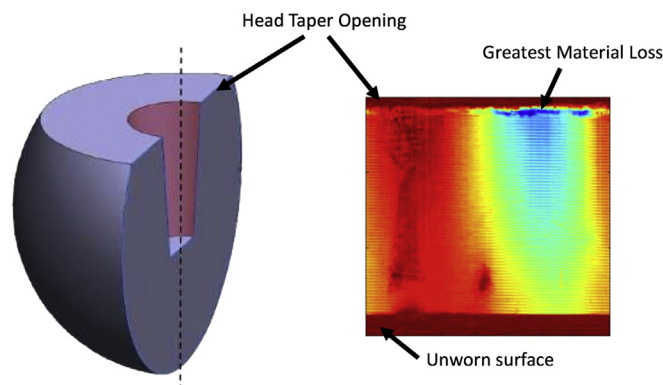 Head Taper Opening
Greatest Material Loss
Unworn surface